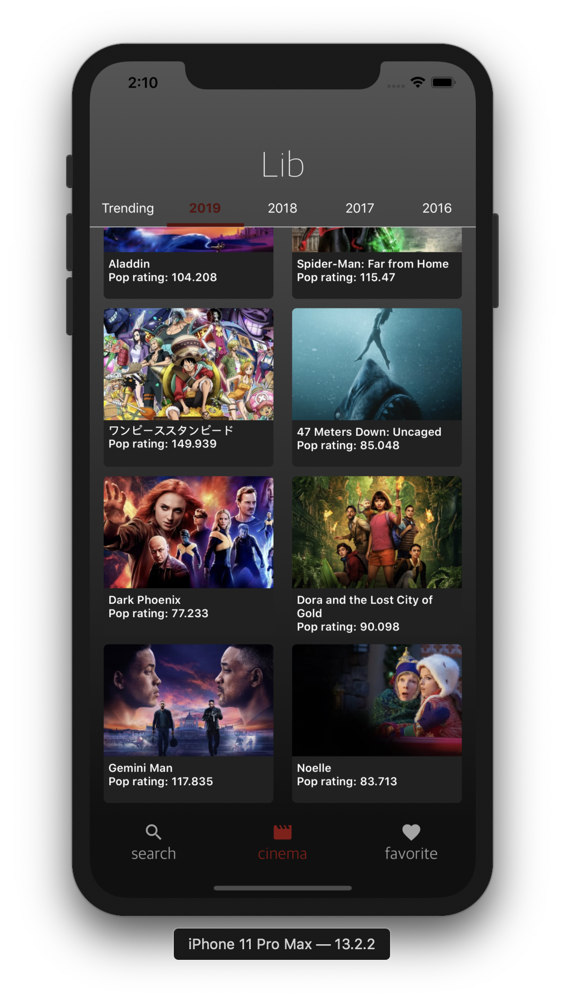 2:10
Lib
Trending 2019 2018 2017 2016
Aladdin
Pop rating: 104.208
Spider-Man: Far from Home
Pop rating: 115.47
ワンピーススタンピード
Pop rating: 149.939
47 Meters Down: Uncaged
Pop rating: 85.048
Dark Phoenix
Pop rating: 77.233
Dora and the Lost City of
Gold
Pop rating: 90.098
Gemini Man
Pop rating: 117.835
Noelle
Pop rating: 83.713
search cinema favorite
iPhone 11 Pro Max — 13.2.2